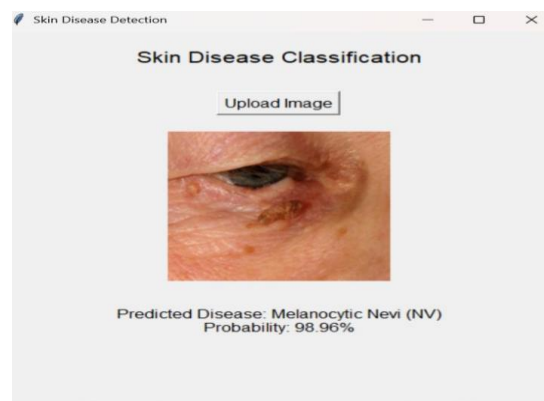 Skin Disease Detection
Skin Disease Classification
Upload Image
Predicted Disease: Melanocytic Nevi (NV)
Probability: 98.96%